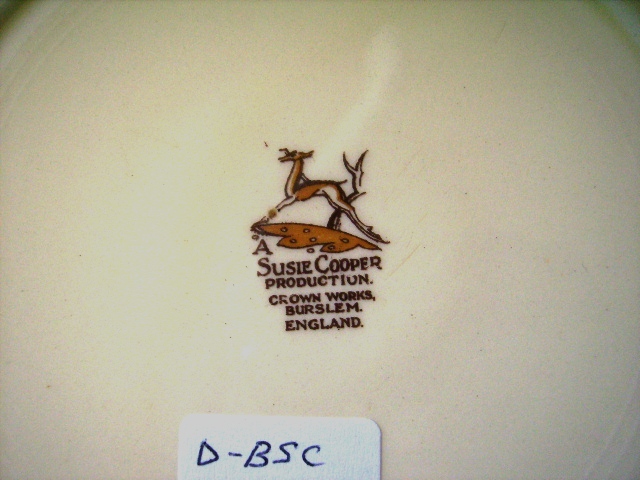 A
SUSIE COOPER
PRODUCTION.
CROWN WORKS,
BURSLEM.
ENGLAND.
D-BSC